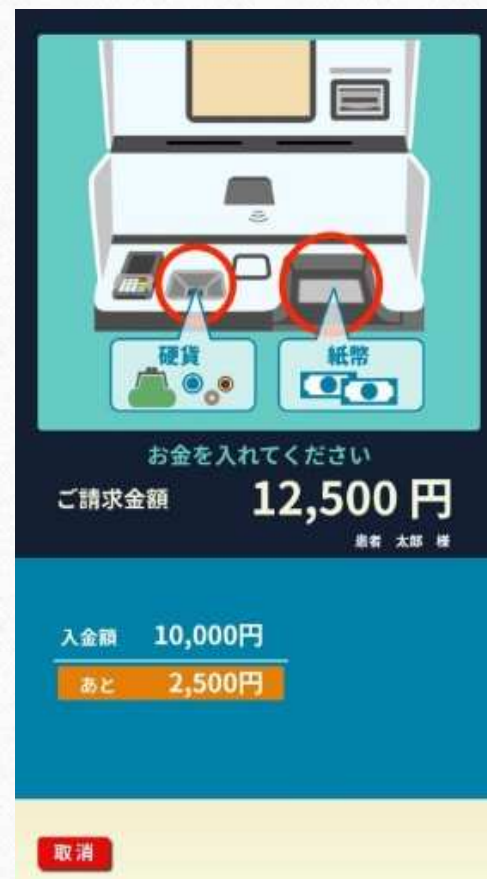 硬貨
紙幣
お金を入れてください
ご請求金額 12,500 円
患者 太郎 様
入金額 10,000円
あと 2,500円
取消